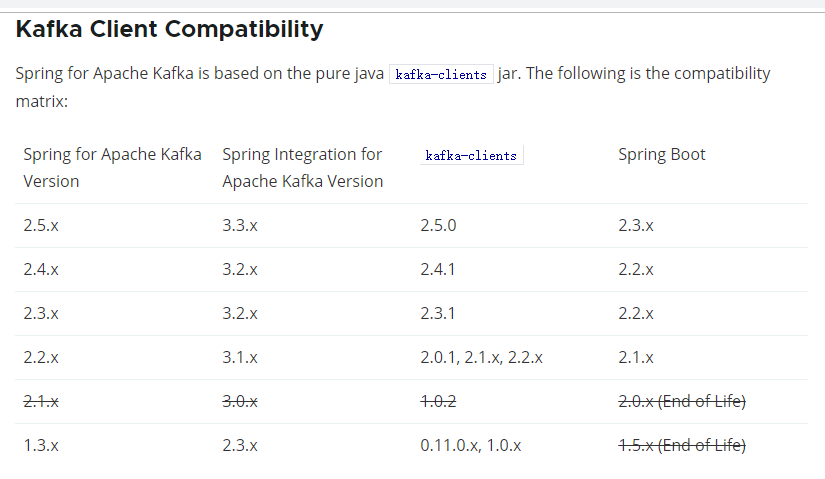 Kafka Client Compatibility
Spring for Apache Kafka is based on the pure java kafka-clients jar. The following is the compatibility
matrix:
Spring for Apache Kafka Version Spring Integration for Apache Kafka Version kafka-clients Spring Boot
2.5.x 3.3.x 2.5.0 2.3.x
2.4.x 3.2.x 2.4.1 2.2.x
2.3.x 3.2.x 2.3.1 2.2.x
2.2.x 3.1.x 2.0.1, 2.1.x, 2.2.x 2.1.x
2.1.x 3.0.x 1.0.2 2.0.x (End of Life)
1.3.x 2.3.x 0.11.0.x, 1.0.x 1.5.x (End of Life)